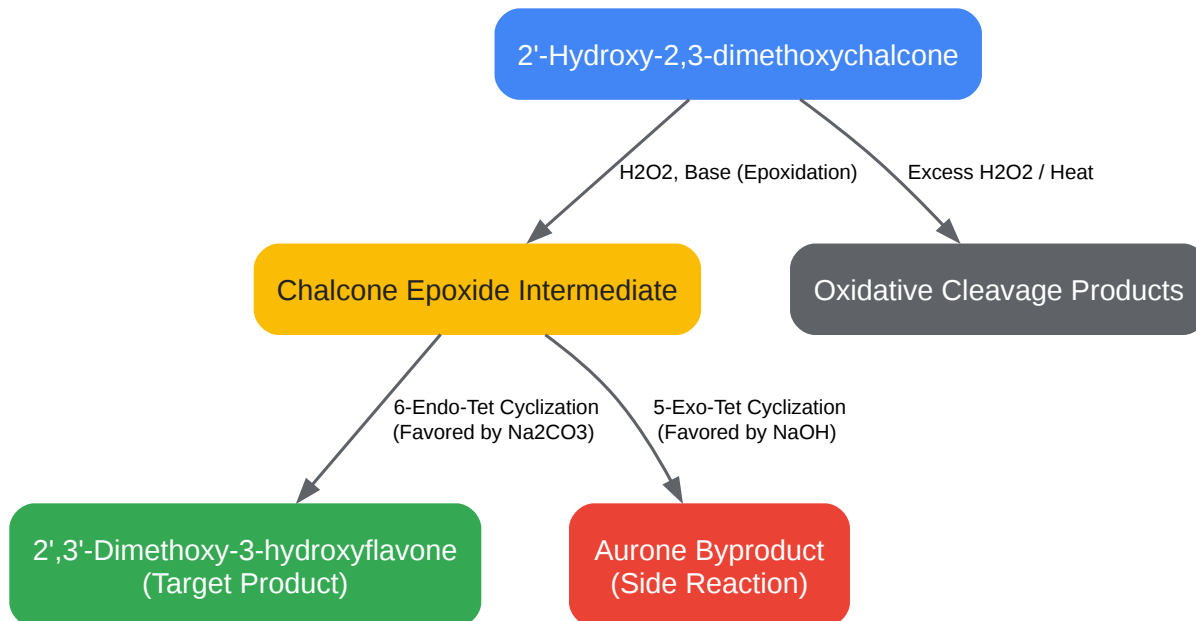 2'-Hydroxy-2,3-dimethoxychalcone
H2O2, Base (Epoxidation)
Excess H2O2 / Heat
Chalcone Epoxide Intermediate
Oxidative Cleavage Products
6-Endo-Tet Cyclization
(Favored by Na2CO3)
5-Exo-Tet Cyclization
(Favored by NaOH)
2',3'-Dimethoxy-3-hydroxyflavone
(Target Product)
Aurone Byproduct
(Side Reaction)